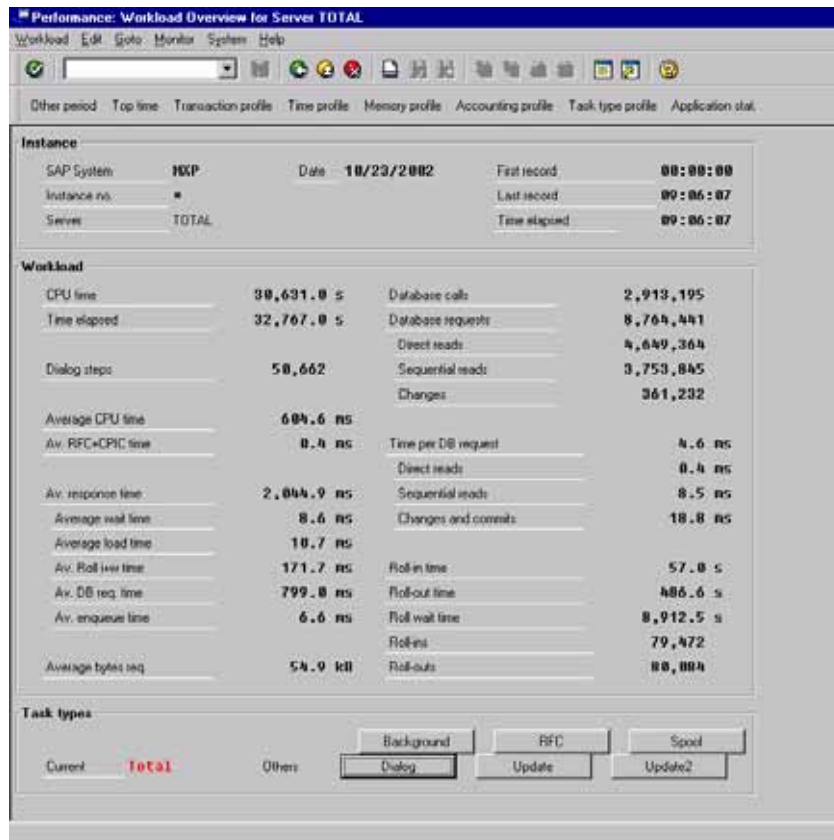 Performance: Workload Overview for Server TOTAL
Workload Edit Goto Monitor System Help
Other period Top time Transaction profile Time profile Memory profile Accounting profile Task type profile Application stat.
Instance
SAP System MXP Date 10/23/2002 First record 00:00:00
Instance no. * Last record 09:06:07
Server TOTAL Time elapsed 09:06:07
Workload
CPU time 30,631.0 s Database calls 2,913,195
Time elapsed 32,767.0 s Database requests 8,764,441
Direct reads 4,649,364
Dialog steps 50,662 Sequential reads 3,753,845
Changes 361,232
Average CPU time 604.6 ms
Av. RFC+CPIC time 0.4 ms Time per DB request 4.6 ms
Direct reads 0.4 ms
Av. response time 2,044.9 ms Sequential reads 8.5 ms
Average wait time 8.6 ms Changes and commits 18.8 ms
Average load time 10.7 ms
Av. Roll time 171.7 ms Roll-in time 57.0 s
Av. DB req. time 799.0 ms Roll-out time 486.6 s
Av. enqueue time 6.6 ms Roll wait time 8,912.5 s
Roll-ins 79,472
Average bytes req. 54.9 kB Roll-outs 80,084
Task types
Background RFC Spool
Current Total Others Dialog Update Update2